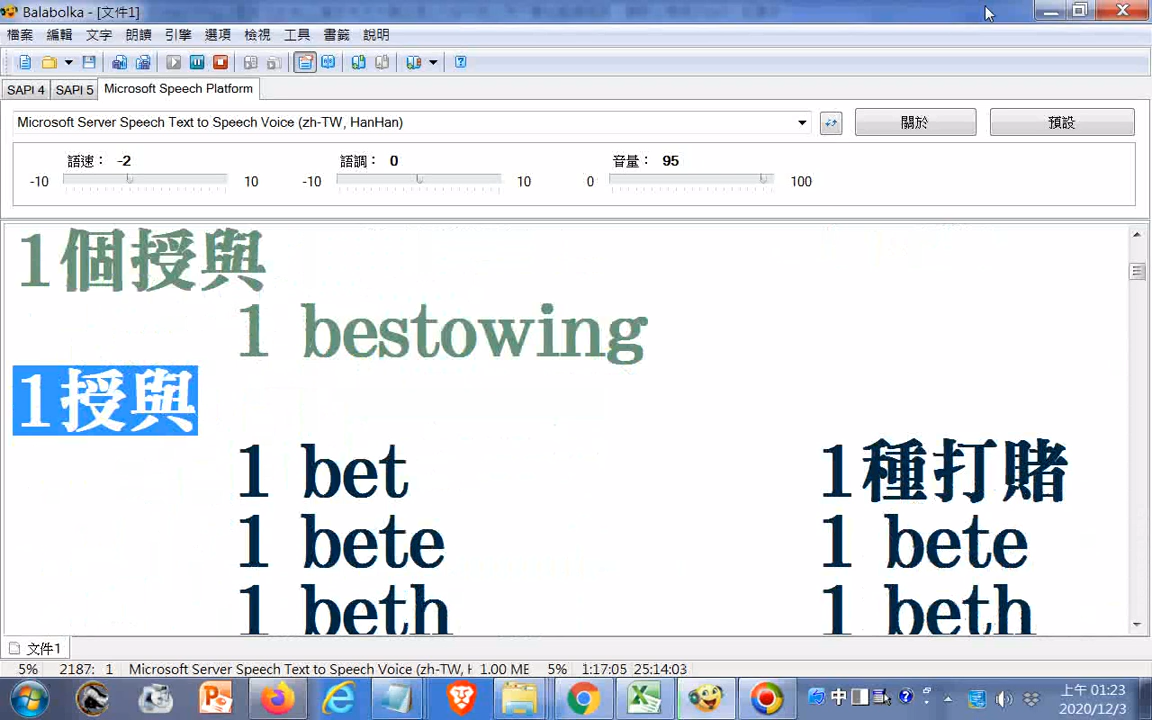 Balabolka - [文件1]
檔案 編輯 文字 朗讀 引擎 選項 檢視 工具 書籤 說明
SAPI 4 SAPI 5 Microsoft Speech Platform
Microsoft Server Speech Text to Speech Voice (zh-TW, HanHan) 關於 預設
語速： -2 語調： 0 音量： 95
-10 10 -10 10 0 100
1個授與
1 bestowing
1授與
1 bet 1種打賭
1 bete 1 bete
1 beth 1 beth
文件1
5% 2187: 1 Microsoft Server Speech Text to Speech Voice (zh-TW, H 1.00 ME 5% 1:17:05 25:14:03
中 上午 01:23
2020/12/3